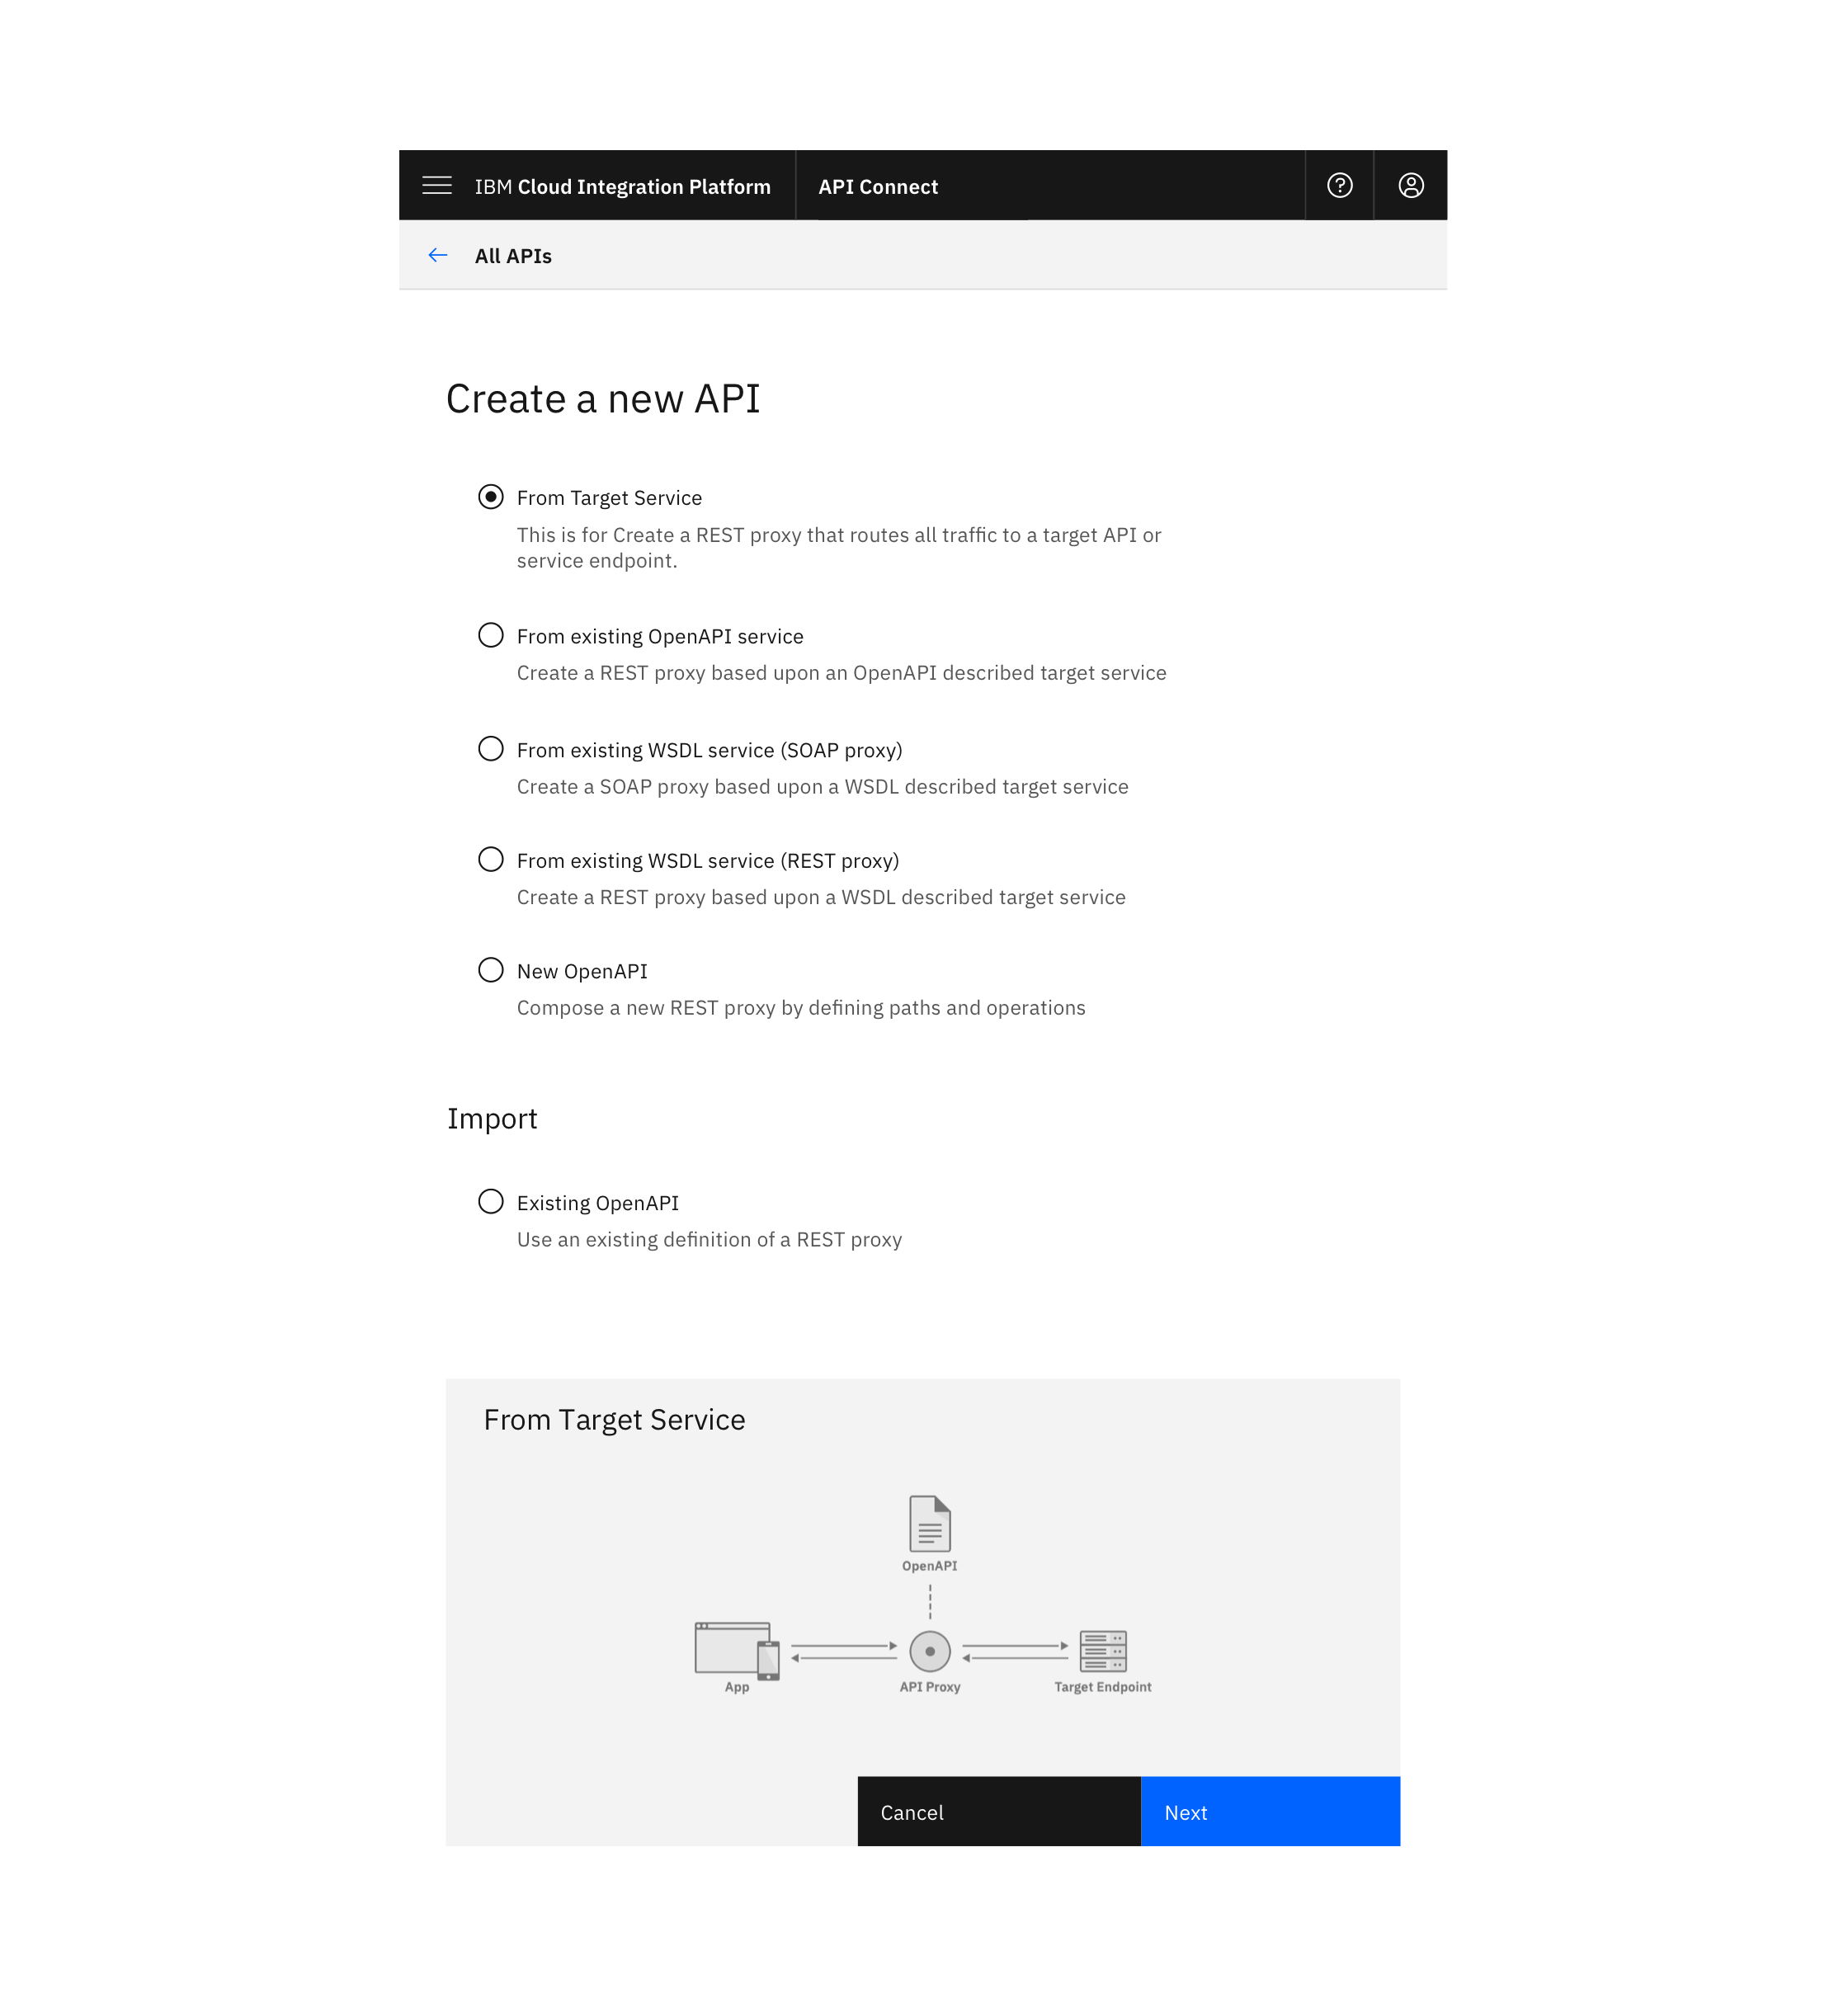 IBM Cloud Integration Platform
API Connect
All APIs
Create a new API
From Target Service
This is for Create a REST proxy that routes all traffic to a target API or
service endpoint.
From existing OpenAPI service
Create a REST proxy based upon an OpenAPI described target service
From existing WSDL service (SOAP proxy)
Create a SOAP proxy based upon a WSDL described target service
From existing WSDL service (REST proxy)
Create a REST proxy based upon a WSDL described target service
New OpenAPI
Compose a new REST proxy by defining paths and operations
Import
Existing OpenAPI
Use an existing definition of a REST proxy
From Target Service
OpenAPI
App
API Proxy
Target Endpoint
Cancel
Next